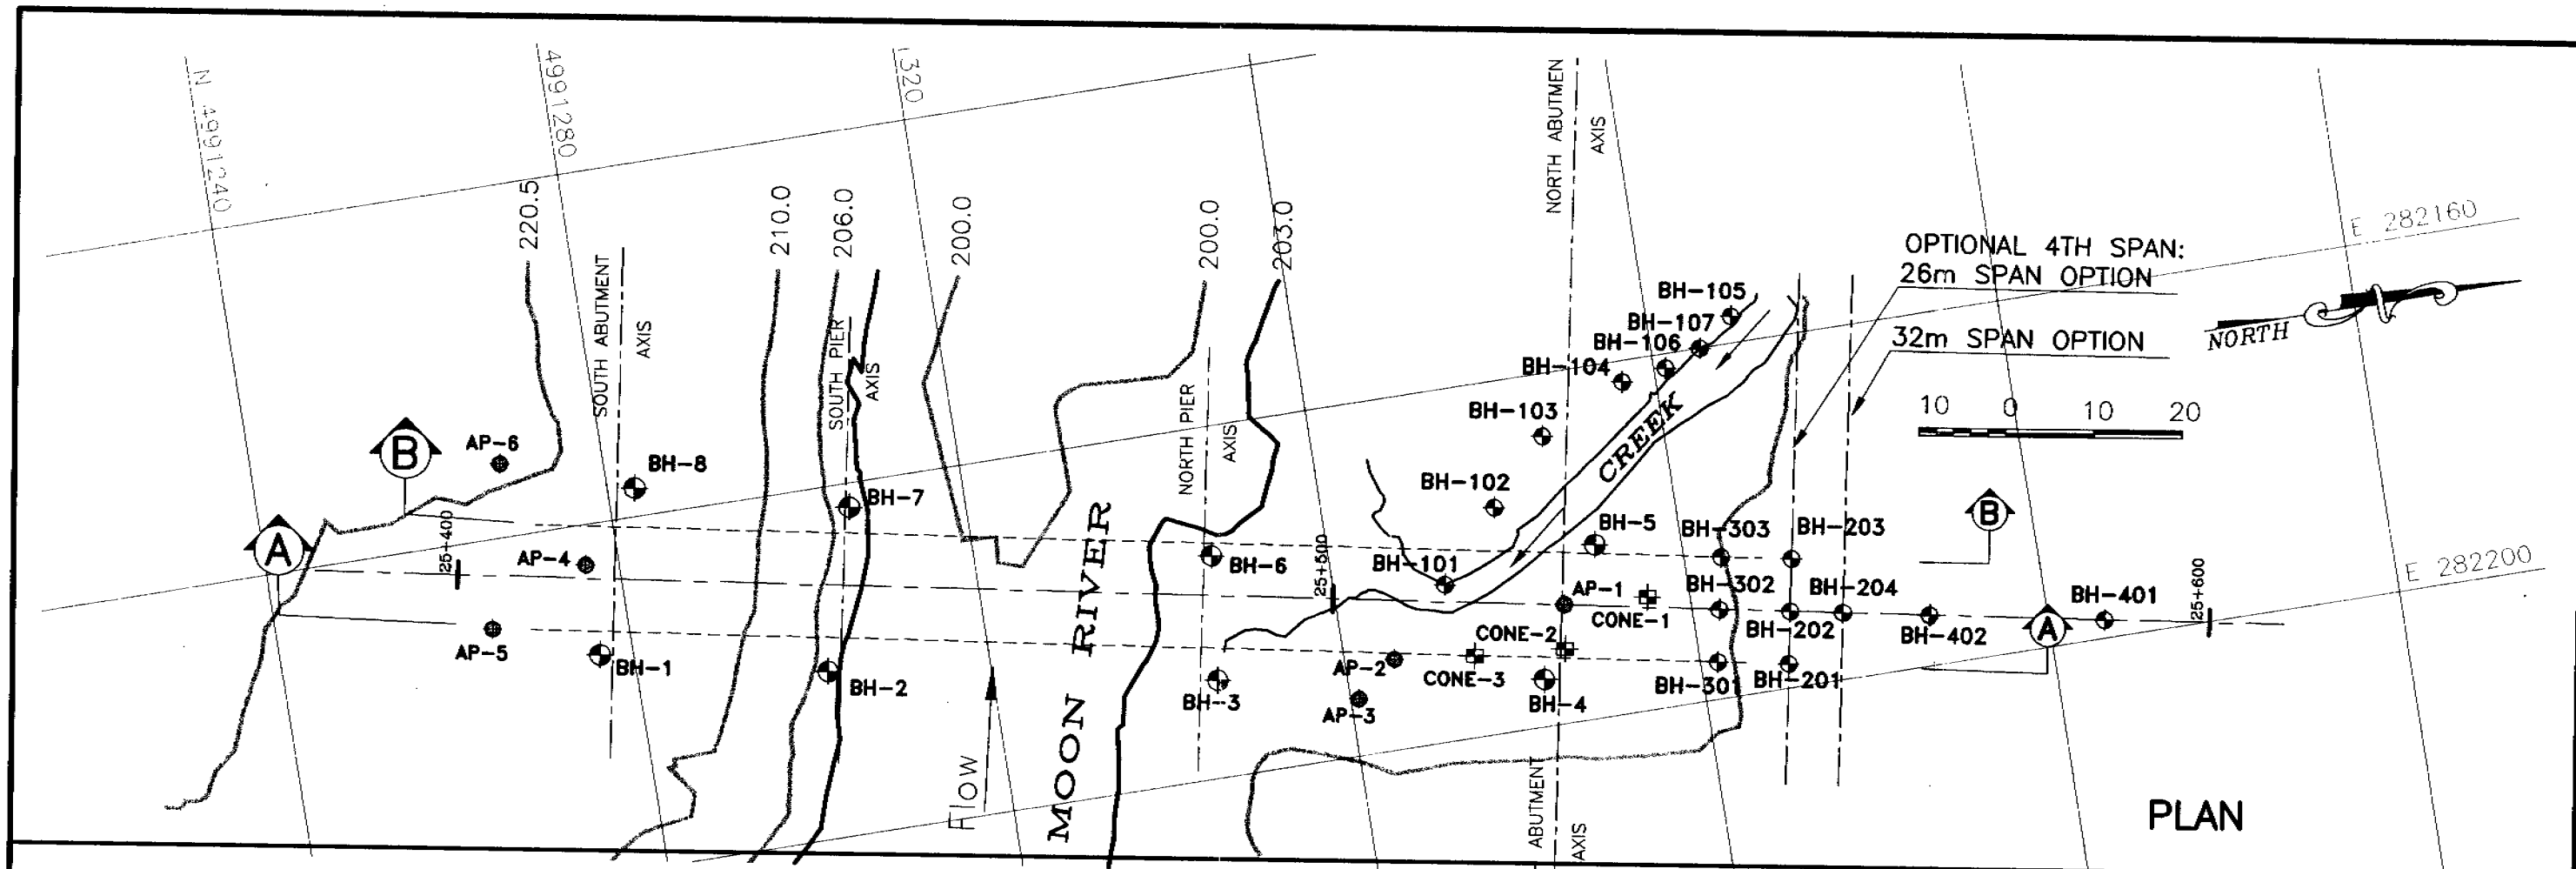 N 4991240
4991280
320
220.5
210.0
206.0
200.0
200.0
203.0
SOUTH ABUTMENT
AXIS
SOUTH PIER
AXIS
NORTH PIER
AXIS
NORTH ABUTMEN
AXIS
E 282160
OPTIONAL 4TH SPAN:
26m SPAN OPTION
32m SPAN OPTION
NORTH
10 0 10 20
BH-105
BH-107
BH-106
BH-104
BH-103
BH-102
CREEK
B
AP-6
BH-8
BH-7
A
25+400
AP-4
BH-6
25+500
BH-101
BH-5
BH-303
BH-203
B
E 282200
AP-1
BH-302
BH-204
CONE-1
BH-202
BH-402
A
BH-401
25+600
AP-5
BH-1
BH-2
BH-3
CONE-2
AP-2
CONE-3
AP-3
BH-4
BH-301
BH-201
Flow
MOON RIVER
ABUTMENT
AXIS
PLAN